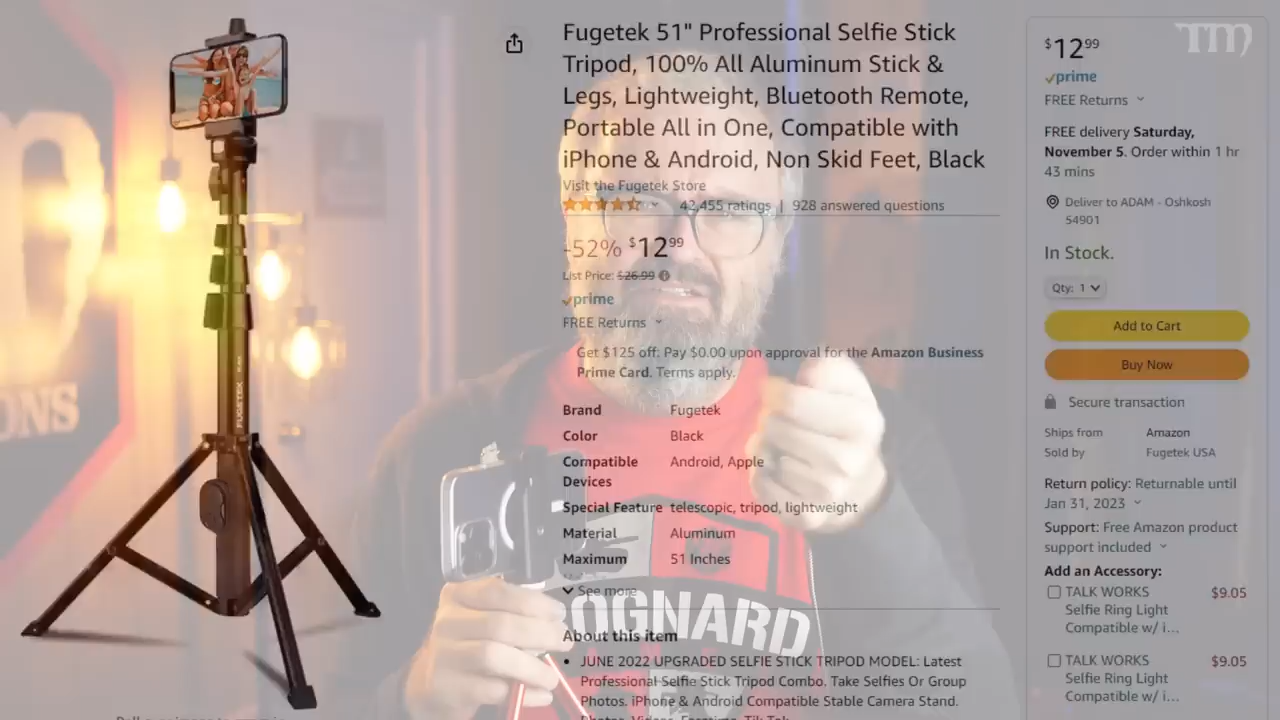 Fugetek 51" Professional Selfie Stick
Tripod, 100% All Aluminum Stick &
Legs, Lightweight, Bluetooth Remote,
Portable All in One, Compatible with
iPhone & Android, Non Skid Feet, Black
Visit the Fugetek Store
42,455 ratings | 928 answered questions
-52% $12.99
List Price: $26.99
prime
FREE Returns
Get $125 off: Pay $0.00 upon approval for the Amazon Business
Prime Card. Terms apply.
Brand Fugetek
Color Black
Compatible Android, Apple
Devices
Special Feature telescopic, tripod, lightweight
Material Aluminum
Maximum 51 Inches
See more
About this item
• JUNE 2022 UPGRADED SELFIE STICK TRIPOD MODEL: Latest
Professional Selfie Stick Tripod Combo. Take Selfies Or Group
Photos. iPhone & Android Compatible Stable Camera Stand.
TM
$12.99
prime
FREE Returns
FREE delivery Saturday,
November 5. Order within 1 hr
43 mins
Deliver to ADAM - Oshkosh
54901
In Stock.
Qty: 1
Add to Cart
Buy Now
Secure transaction
Ships from Amazon
Sold by Fugetek USA
Return policy: Returnable until
Jan 31, 2023
Support: Free Amazon product
support included
Add an Accessory:
TALK WORKS $9.05
Selfie Ring Light
Compatible w/ i...
TALK WORKS $9.05
Selfie Ring Light
Compatible w/ i...
FUGETEK
ONS
OGNARD